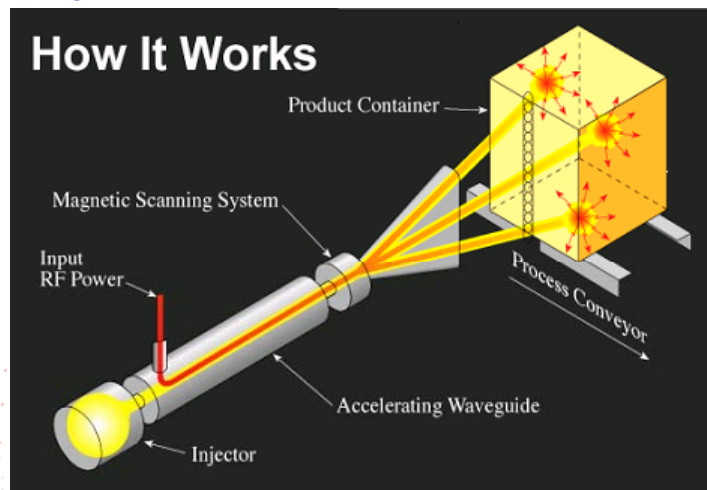 How It Works
Product Container
Magnetic Scanning System
Input
RF Power
Process Conveyor
Accelerating Waveguide
Injector